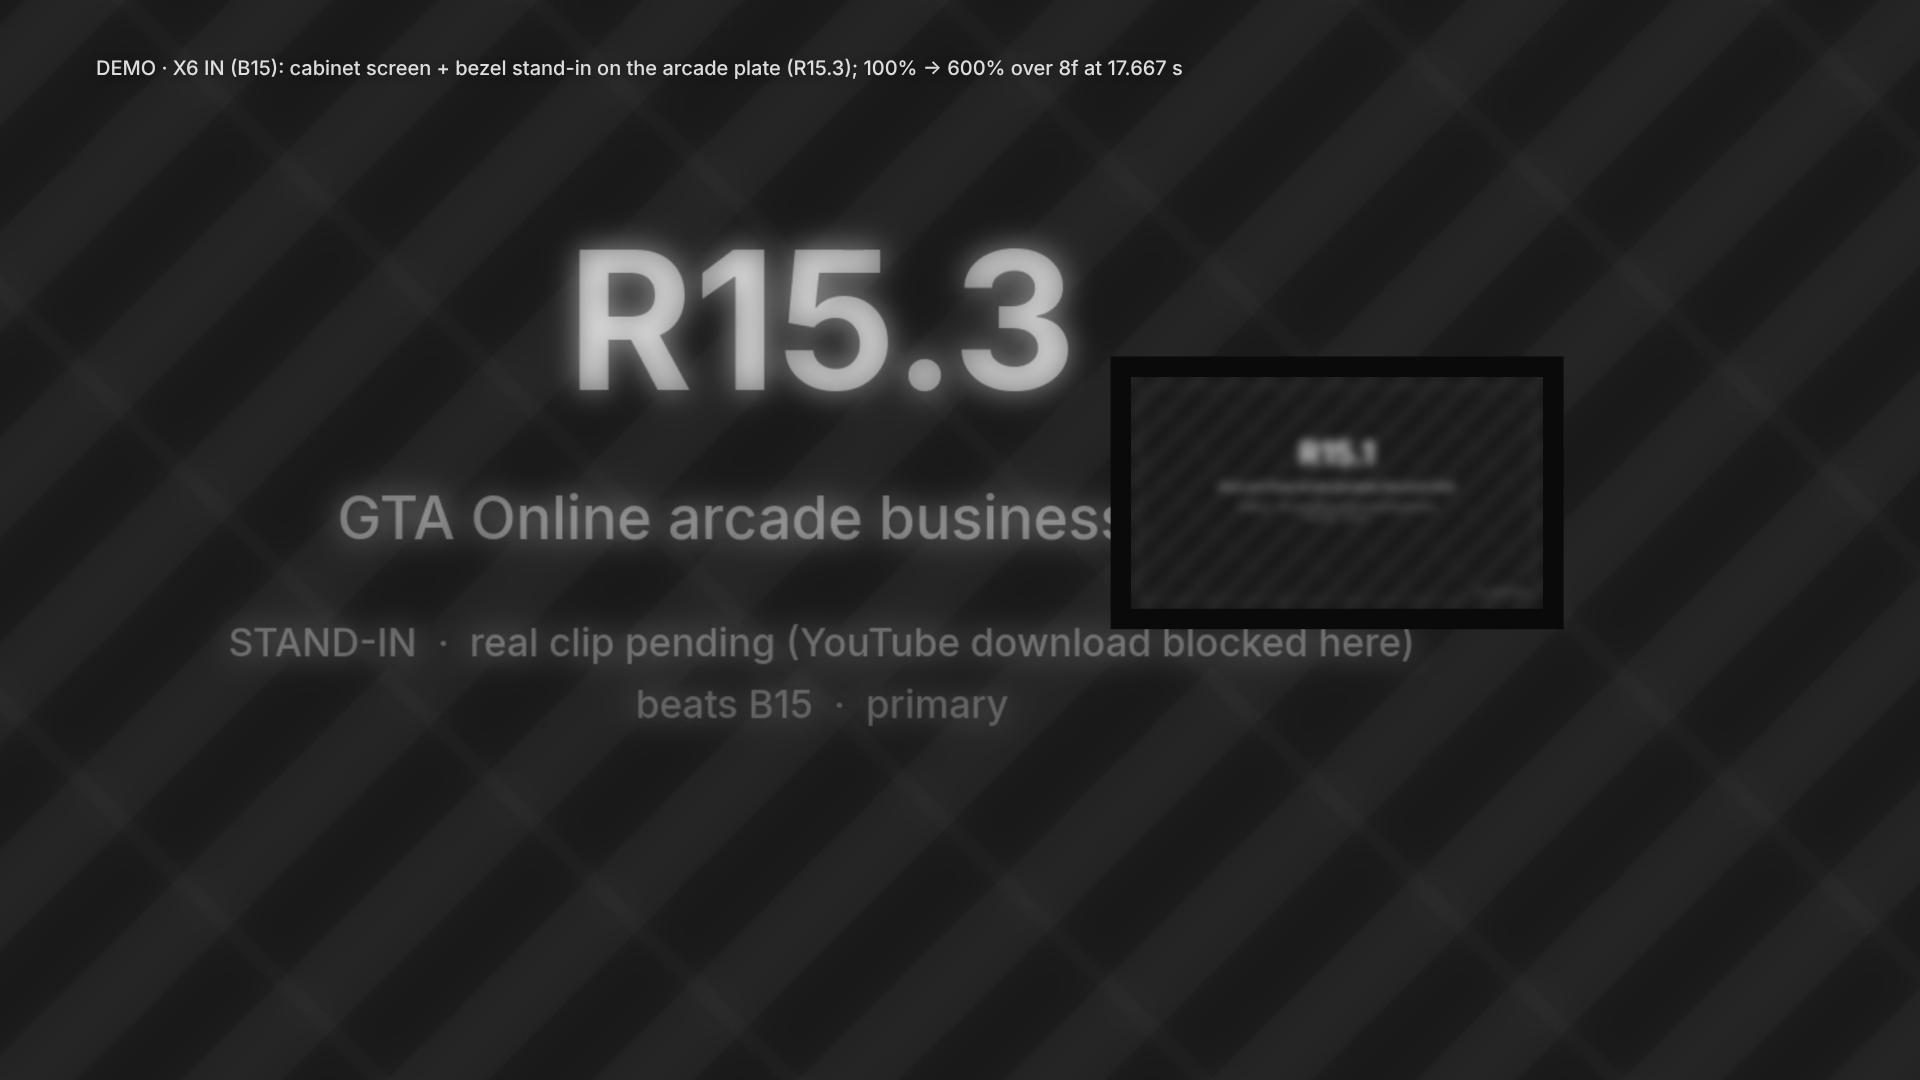 DEMO · X6 IN (B15): cabinet screen + bezel stand-in on the arcade plate (R15.3); 100% → 600% over 8f at 17.667 s
R15.3
GTA Online arcade business
R15.1
STAND-IN · real clip pending (YouTube download blocked here)
beats B15 · primary